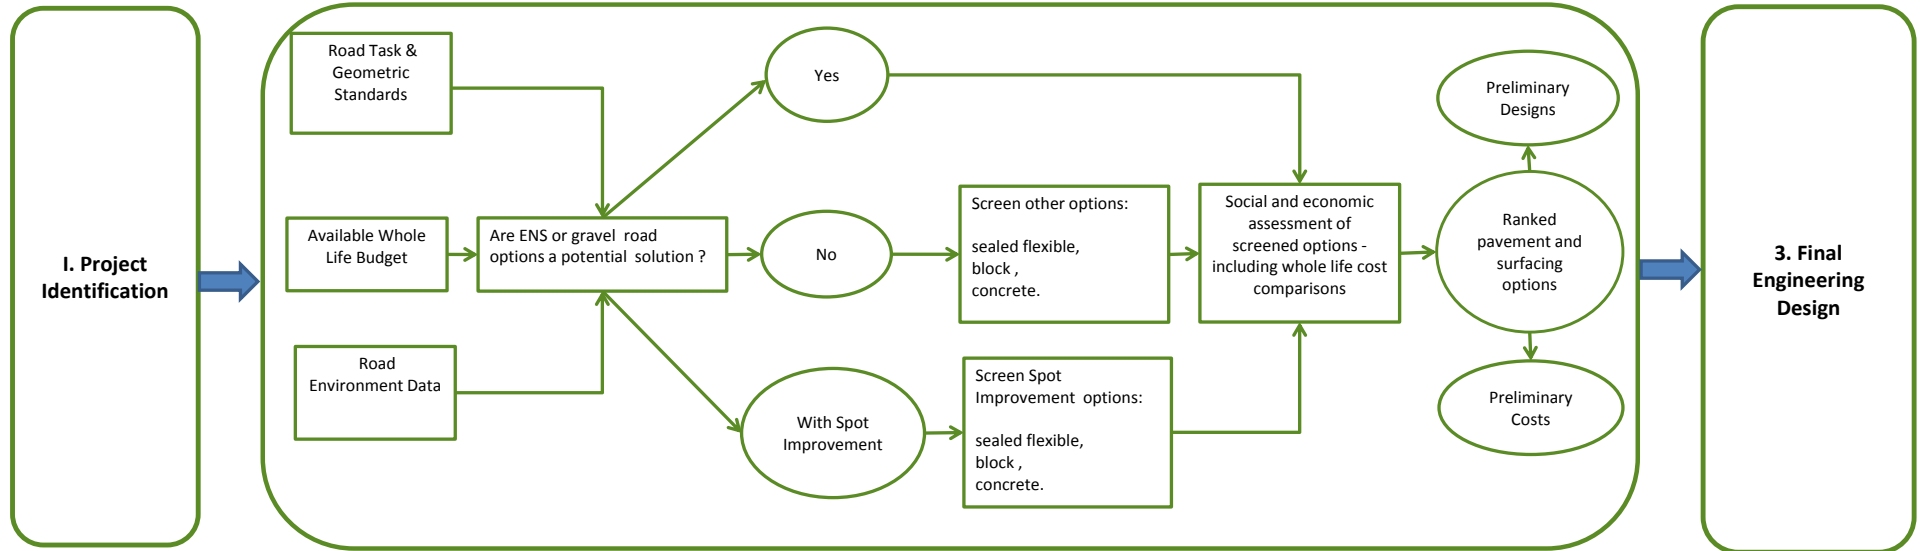 I. Project
Identification
Road Task &
Geometric
Standards
Available Whole
Life Budget
Road
Environment Data
Are ENS or gravel road
options a potential solution ?
Yes
No
With Spot
Improvement
Screen other options:
sealed flexible,
block ,
concrete.
Screen Spot
Improvement options:
sealed flexible,
block ,
concrete.
Social and economic
assessment of
screened options -
including whole life cost
comparisons
Preliminary
Designs
Ranked
pavement and
surfacing
options
Preliminary
Costs
3. Final
Engineering
Design